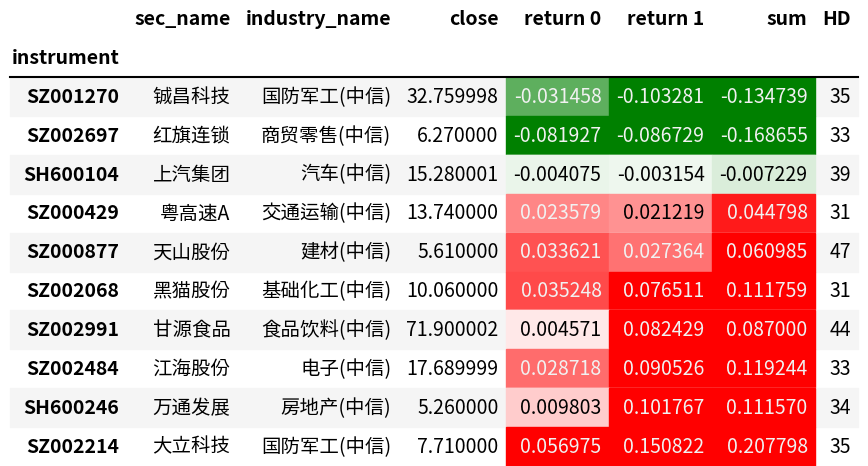 sec_name industry_name close return 0 return 1 sum HD
instrument
SZ001270 铖昌科技 国防军工(中信) 32.759998 -0.031458 -0.103281 -0.134739 35
SZ002697 红旗连锁 商贸零售(中信) 6.270000 -0.081927 -0.086729 -0.168655 33
SH600104 上汽集团 汽车(中信) 15.280001 -0.004075 -0.003154 -0.007229 39
SZ000429 粤高速A 交通运输(中信) 13.740000 0.023579 0.021219 0.044798 31
SZ000877 天山股份 建材(中信) 5.610000 0.033621 0.027364 0.060985 47
SZ002068 黑猫股份 基础化工(中信) 10.060000 0.035248 0.076511 0.111759 31
SZ002991 甘源食品 食品饮料(中信) 71.900002 0.004571 0.082429 0.087000 44
SZ002484 江海股份 电子(中信) 17.689999 0.028718 0.090526 0.119244 33
SH600246 万通发展 房地产(中信) 5.260000 0.009803 0.101767 0.111570 34
SZ002214 大立科技 国防军工(中信) 7.710000 0.056975 0.150822 0.207798 35